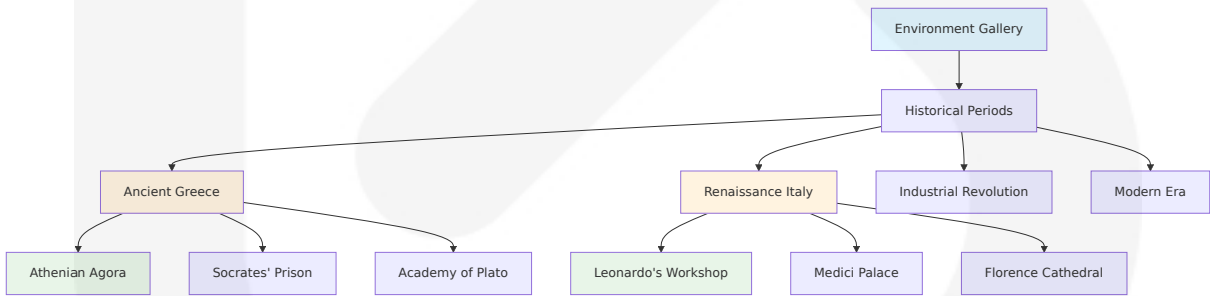 Environment Gallery
Historical Periods
Ancient Greece
Renaissance Italy
Industrial Revolution
Modern Era
Athenian Agora
Socrates' Prison
Academy of Plato
Leonardo's Workshop
Medici Palace
Florence Cathedral